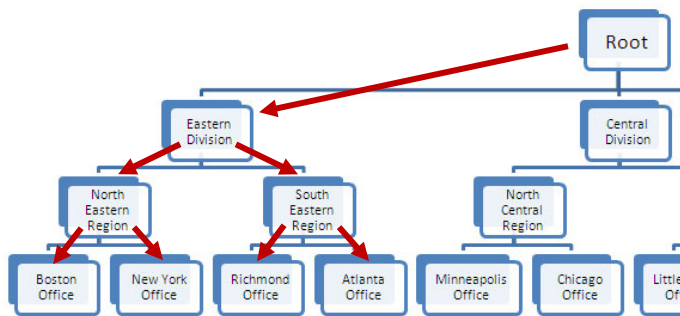 Root
Eastern
Division
Central
Division
North
Eastern
Region
South
Eastern
Region
North
Central
Region
Boston
Office
New York
Office
Richmond
Office
Atlanta
Office
Minneapolis
Office
Chicago
Office
Little